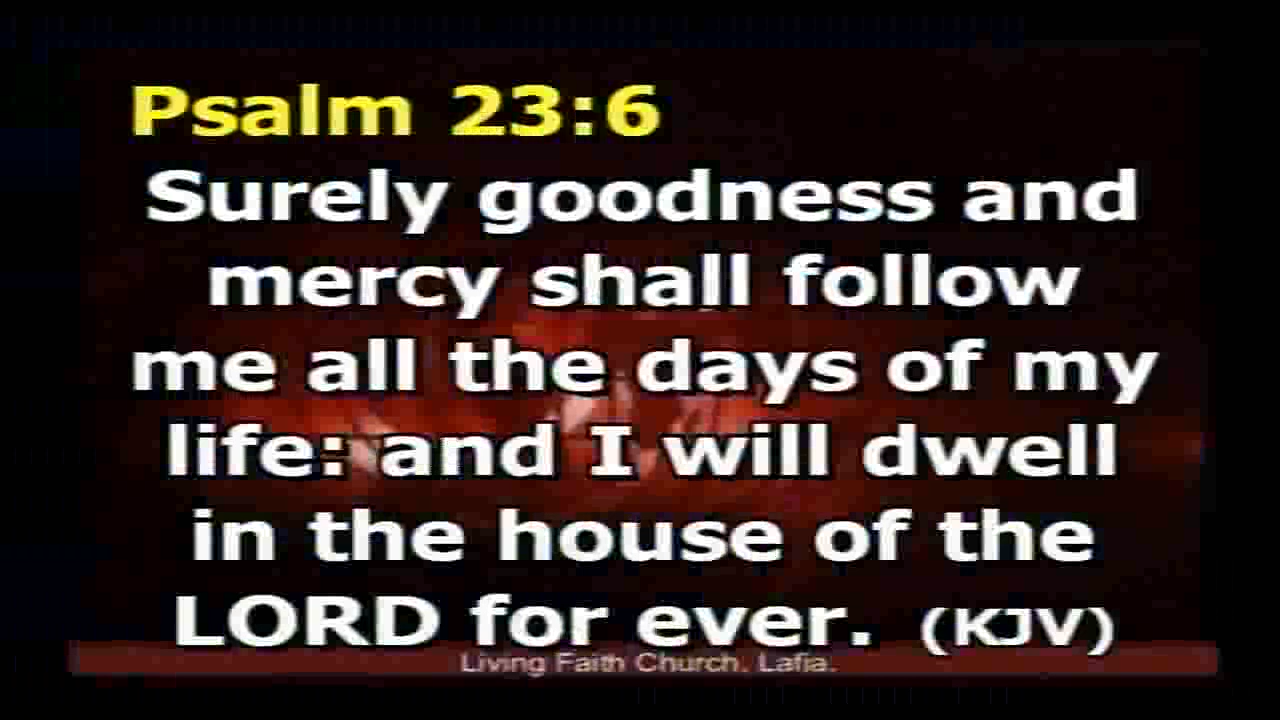 Psalm 23:6
Surely goodness and
mercy shall follow
me all the days of my
life: and I will dwell
in the house of the
LORD for ever. (KJV)
Living Faith Church. Lafia.